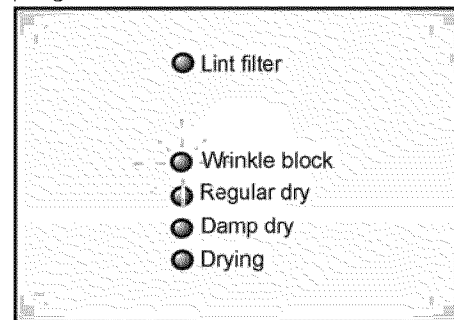 Lint filter
Wrinkle block
Regular dry
Damp dry
Drying